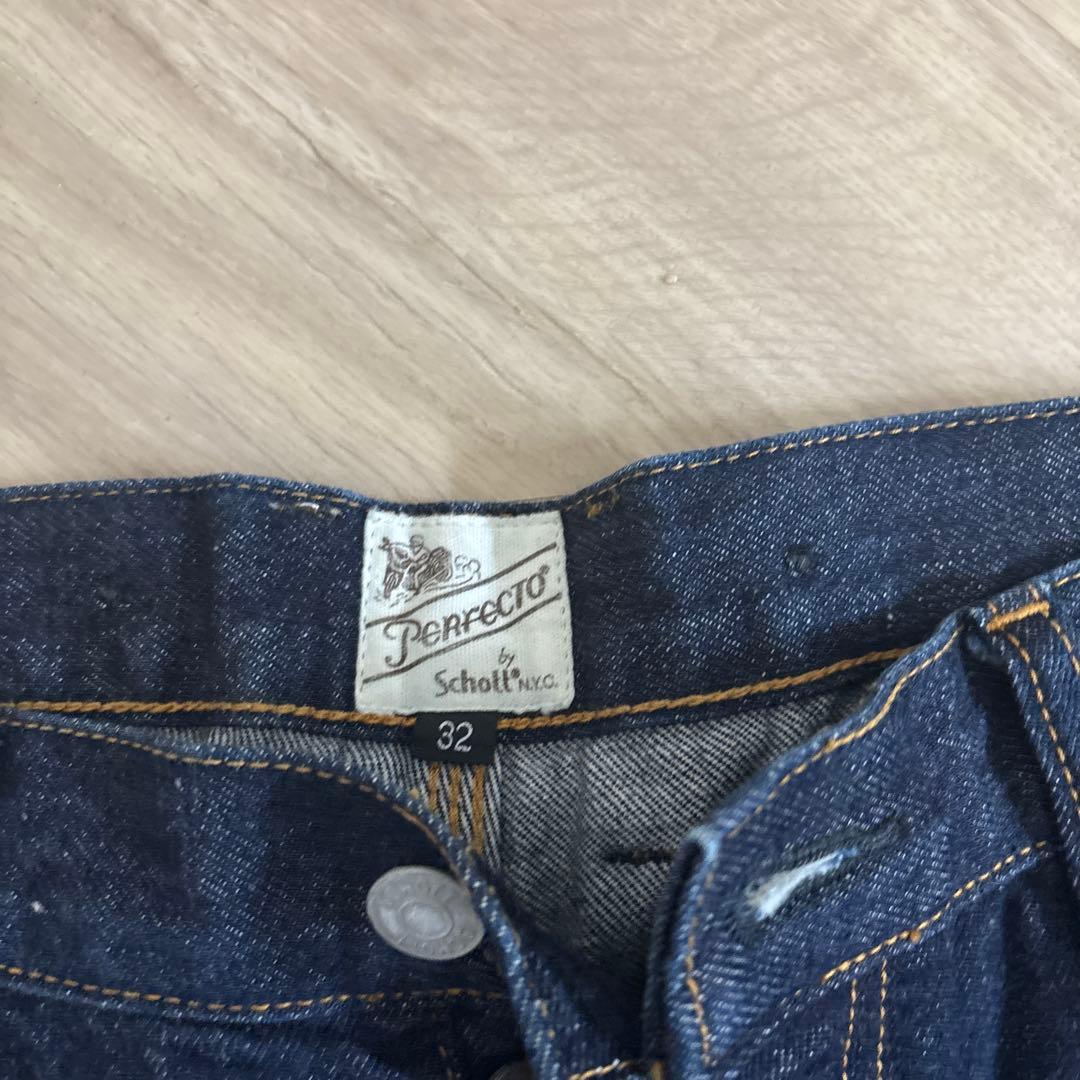 PERFECTO®
by
Schott® N.Y.C.
32